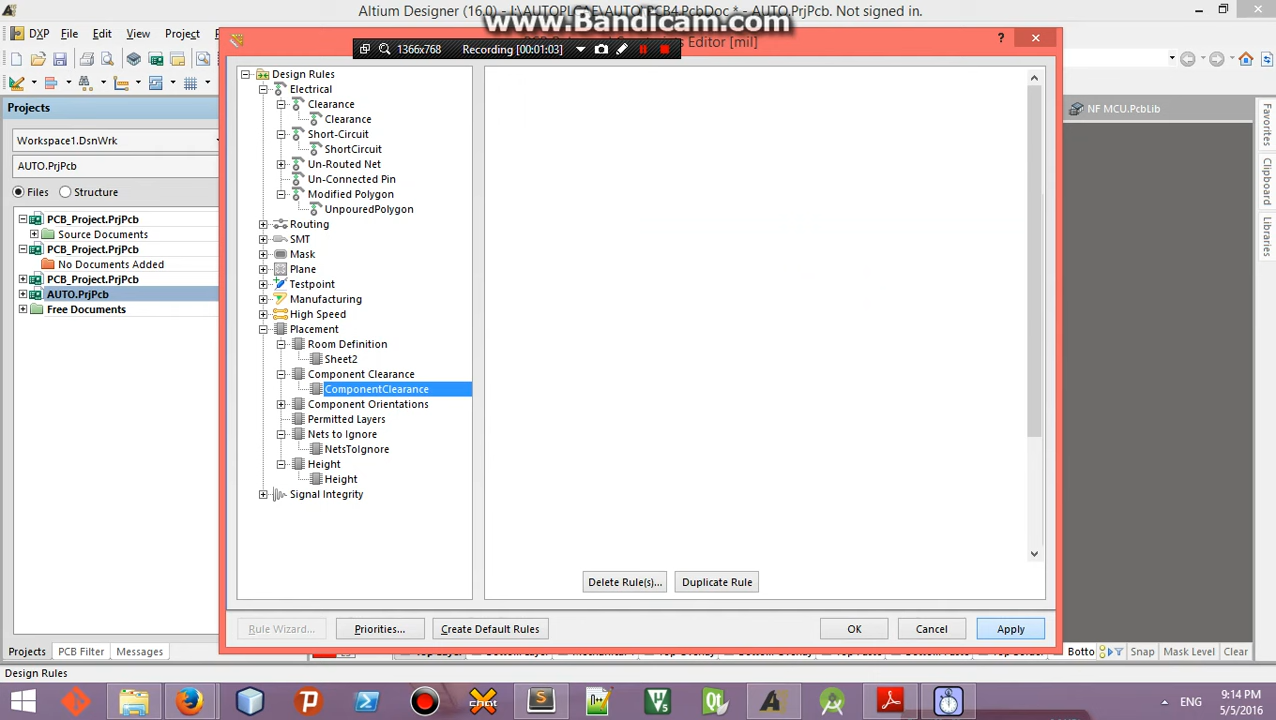 Altium Designer (16.0) - I:\AUTOPLCAE\AUTO_PCB4.PcbDoc * - AUTO.PrjPcb. Not signed in.
www.Bandicam.com
DXP File Edit View Project
1366x768 Recording [00:01:03]
Editor [mil]
Projects
NF MCU.PcbLib
Workspace1.DsnWrk
AUTO.PrjPcb
Files Structure
PCB_Project.PrjPcb
Source Documents
PCB_Project.PrjPcb
No Documents Added
PCB_Project.PrjPcb
AUTO.PrjPcb
Free Documents
Design Rules
Electrical
Clearance
Clearance
Short-Circuit
ShortCircuit
Un-Routed Net
Un-Connected Pin
Modified Polygon
UnpouredPolygon
Routing
SMT
Mask
Plane
Testpoint
Manufacturing
High Speed
Placement
Room Definition
Sheet2
Component Clearance
ComponentClearance
Component Orientations
Permitted Layers
Nets to Ignore
NetsToIgnore
Height
Height
Signal Integrity
Favorites
Clipboard
Libraries
Delete Rule(s)... Duplicate Rule
Rule Wizard... Priorities... Create Default Rules OK Cancel Apply
Projects PCB Filter Messages
Botto Snap Mask Level Clear
Design Rules
chat
ENG
9:14 PM
5/5/2016